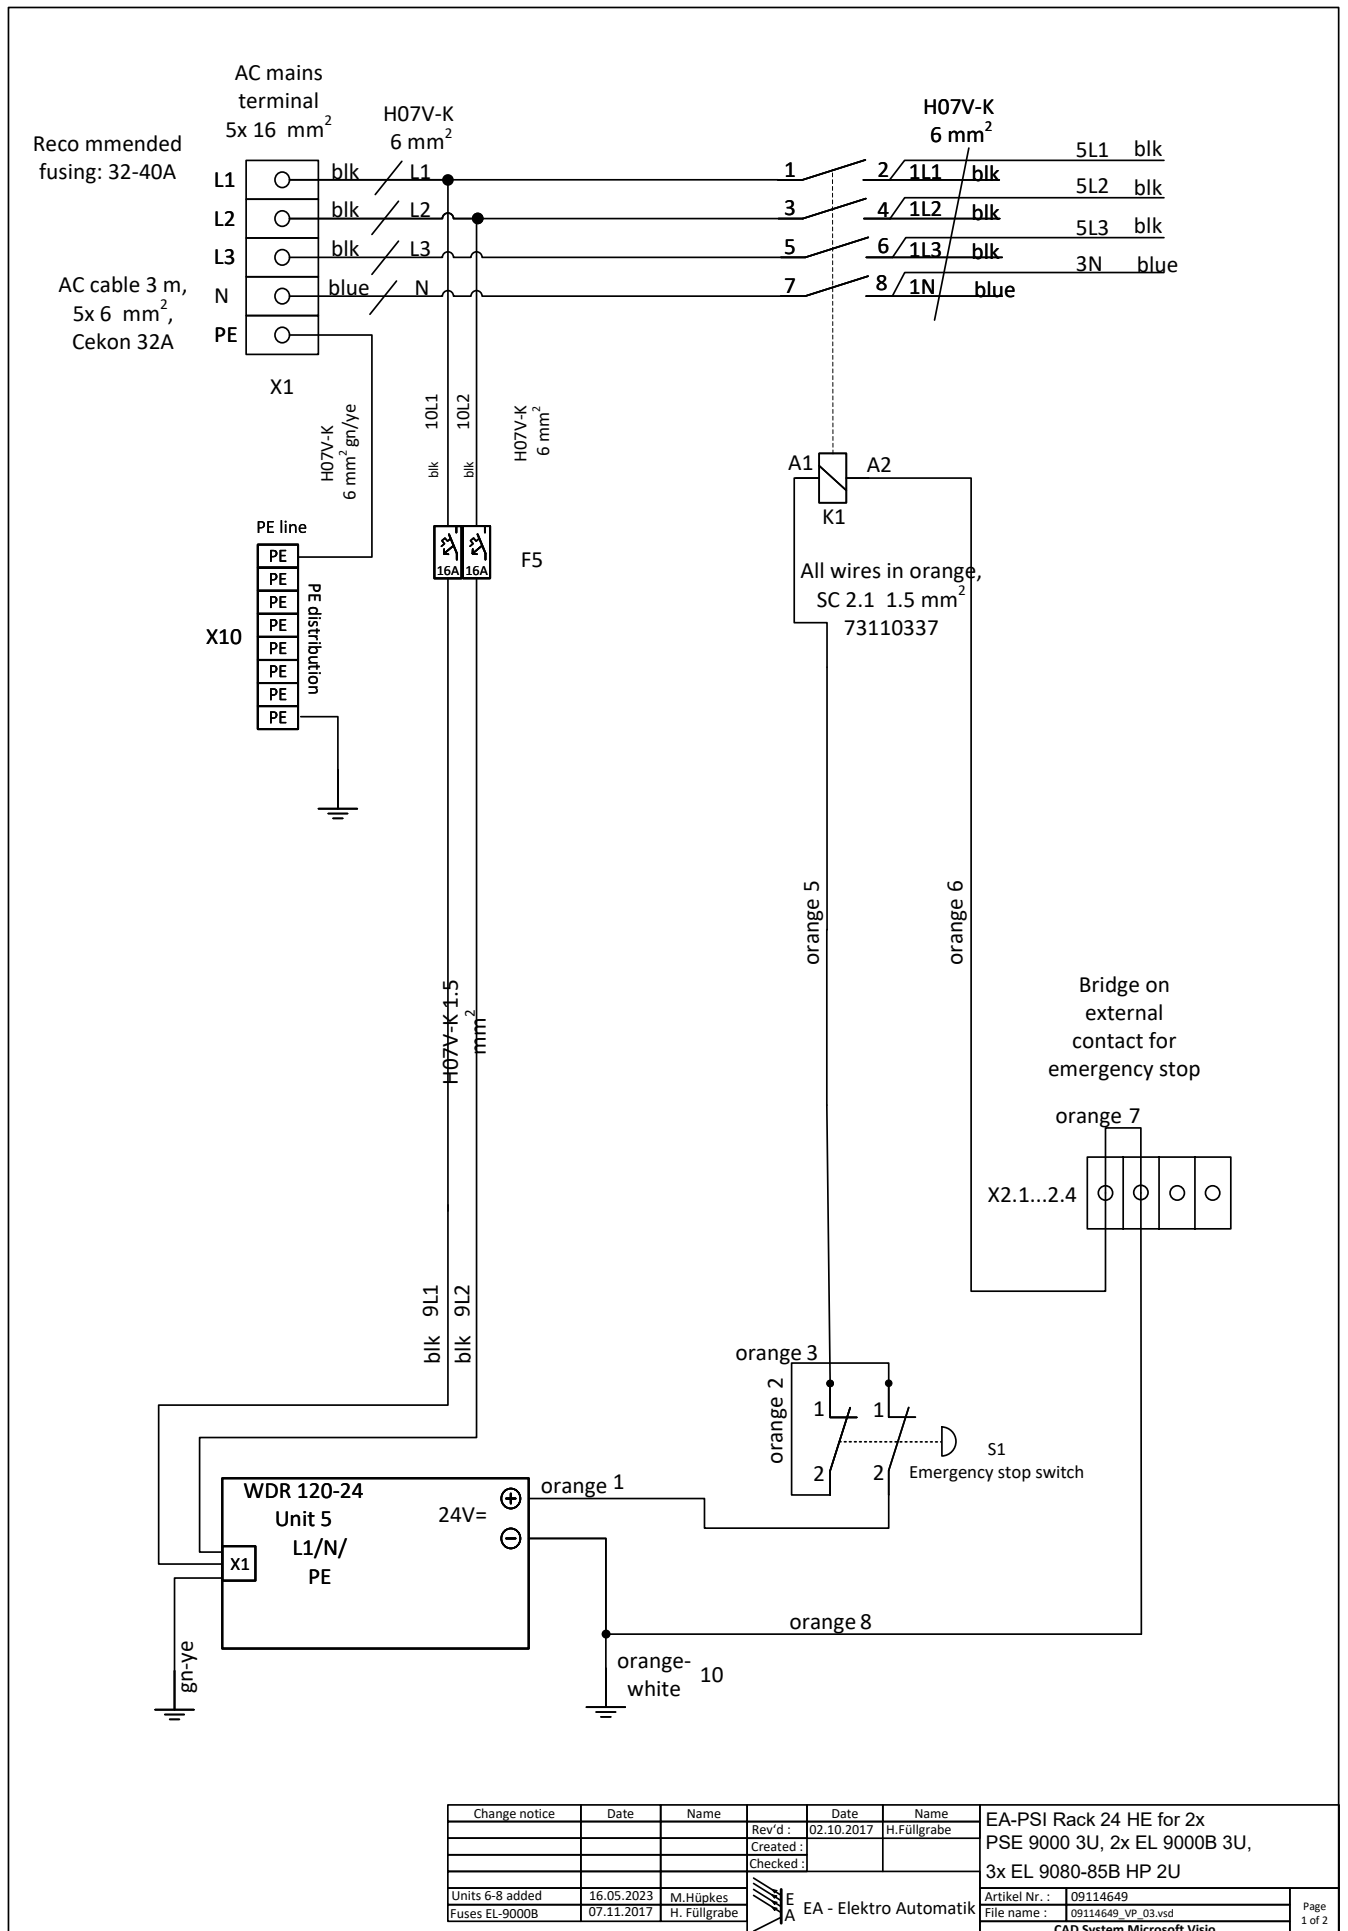 AC mains
terminal
5x 16 mm²
Reco mmended
fusing: 32-40A
H07V-K
6 mm²
H07V-K
6 mm²
L1
blk
L1
1
2
1L1
blk
5L1 blk
L2
blk
L2
3
4
1L2
blk
5L2 blk
L3
blk
L3
5
6
1L3
blk
5L3 blk
N
blue
N
7
8
1N
blue
3N blue
PE
AC cable 3 m,
5x 6 mm²,
Cekon 32A
X1
H07V-K
6 mm² gn/ye
blk 10L1
blk 10L2
H07V-K
6 mm²
A1
A2
K1
PE line
PE
PE
PE
PE
PE
PE
PE
PE
PE distribution
X10
16A
16A
F5
All wires in orange,
SC 2.1 1.5 mm²
73110337
orange 5
orange 6
H07V-K 1.5
mm²
Bridge on
external
contact for
emergency stop
orange 7
X2.1...2.4
blk 9L1
blk 9L2
orange 3
orange 2
1
1
2
2
S1
Emergency stop switch
WDR 120-24
Unit 5
L1/N/
PE
24V=
+
−
X1
orange 1
orange 8
orange-
white
10
gn-ye
Change notice Date Name Date Name
Rev'd : 02.10.2017 H.Füllgrabe
Created :
Checked :
Units 6-8 added 16.05.2023 M.Hüpkes
Fuses EL-9000B 07.11.2017 H. Füllgrabe
E
A
EA - Elektro Automatik
EA-PSI Rack 24 HE for 2x
PSE 9000 3U, 2x EL 9000B 3U,
3x EL 9080-85B HP 2U
Artikel Nr. : 09114649
File name : 09114649_VP_03.vsd
CAD System Microsoft Visio
Page
1 of 2